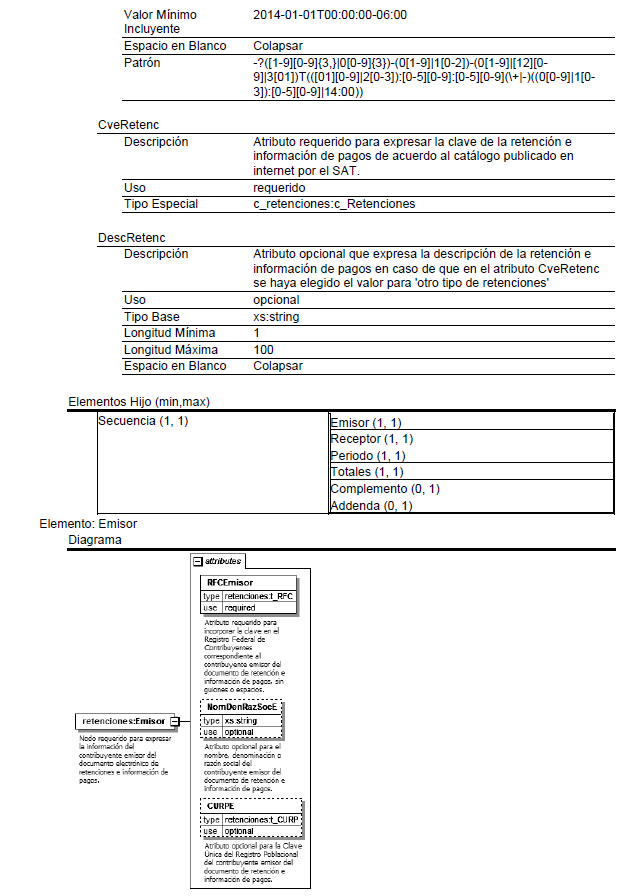 Valor Mínimo 2014-01-01T00:00:00-06:00
Incluyente
Espacio en Blanco Colapsar
Patrón -?([1-9][0-9]{3,}|0[0-9]{3})-(0[1-9]|1[0-2])-(0[1-9]|[12][0-
9]|3[01])T(([01][0-9]|2[0-3]):[0-5][0-9]:[0-5][0-9](\+|-)((0[0-9]|1[0-
3]):[0-5][0-9]|14:00))
CveRetenc
Descripción Atributo requerido para expresar la clave de la retención e
información de pagos de acuerdo al catálogo publicado en
internet por el SAT.
Uso requerido
Tipo Especial c_retenciones:c_Retenciones
DescRetenc
Descripción Atributo opcional que expresa la descripción de la retención e
información de pagos en caso de que en el atributo CveRetenc
se haya elegido el valor para 'otro tipo de retenciones'
Uso opcional
Tipo Base xs:string
Longitud Mínima 1
Longitud Máxima 100
Espacio en Blanco Colapsar
Elementos Hijo (min,max)
Secuencia (1, 1) Emisor (1, 1)
Receptor (1, 1)
Periodo (1, 1)
Totales (1, 1)
Complemento (0, 1)
Addenda (0, 1)
Elemento: Emisor
Diagrama
attributes
RFCEmisor
type retenciones:t_RFC
use required
Atributo requerido para
incorporar la clave en el
Registro Federal de
Contribuyentes
correspondiente al
contribuyente emisor del
documento de retención e
información de pagos, sin
guiones o espacios.
NomDenRazSocE
type xs:string
use optional
Atributo opcional para el
nombre, denominación o
razón social del
contribuyente emisor del
documento de retención e
información de pagos.
CURPE
type retenciones:t_CURP
use optional
Atributo opcional para la Clave
Única del Registro Poblacional
del contribuyente emisor del
documento de retención e
información de pagos.
retenciones:Emisor
Nodo requerido para expresar
la información del
contribuyente emisor del
documento electrónico de
retenciones e información de
pagos.